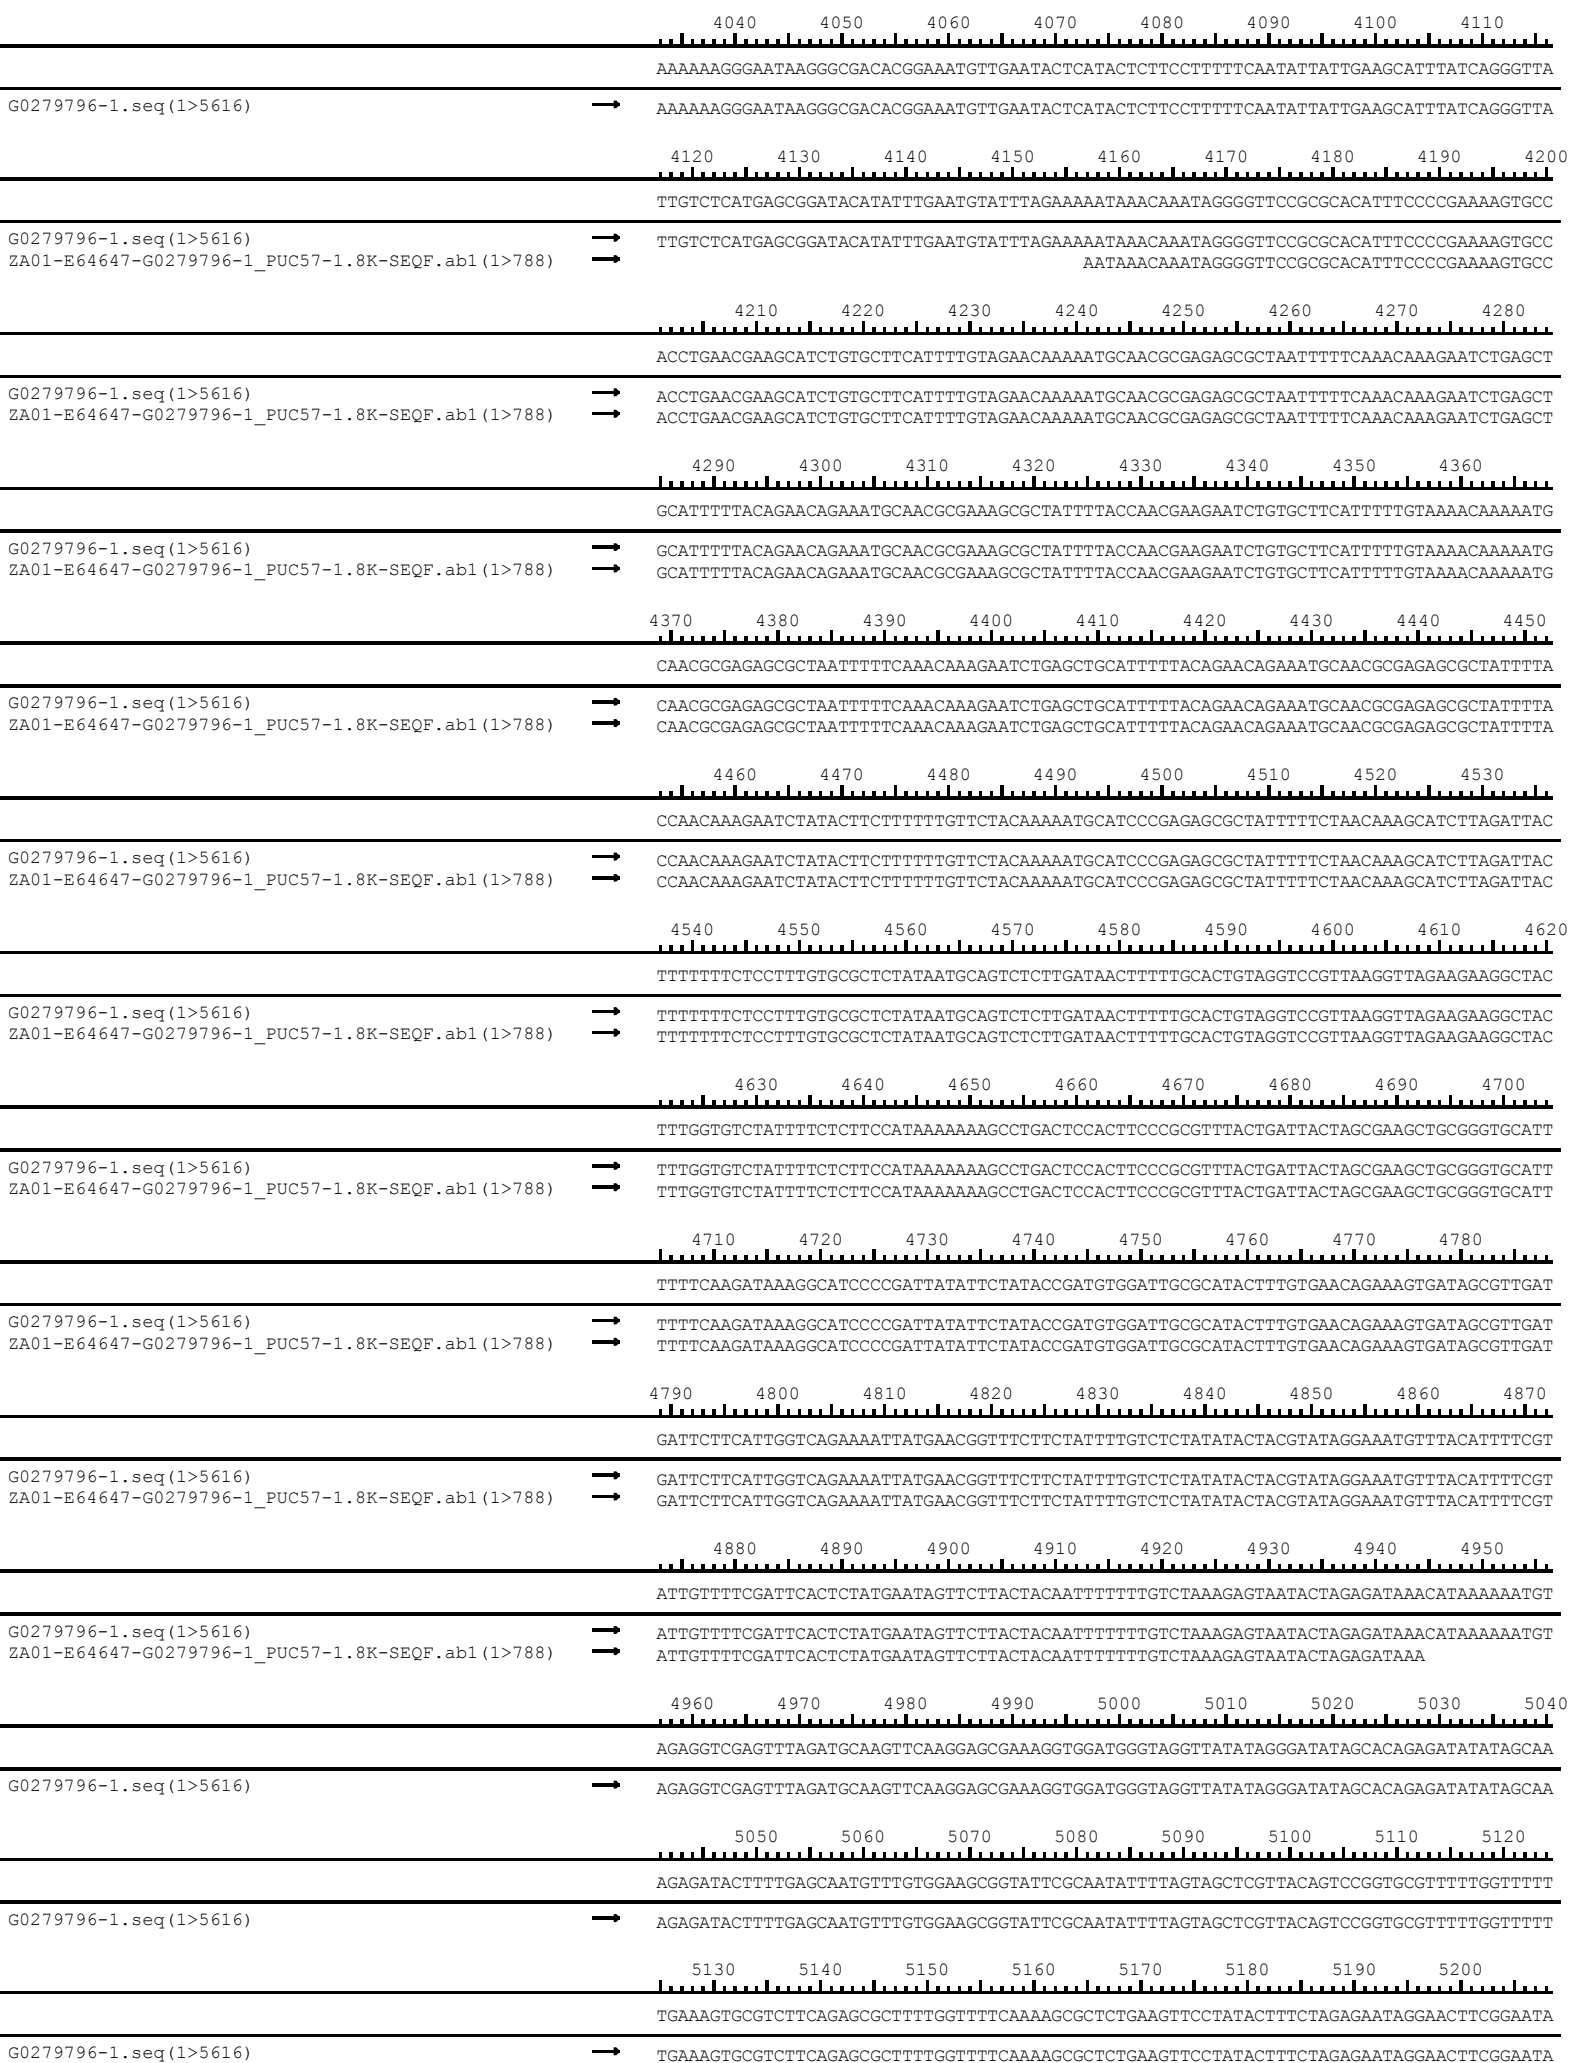 4040 4050 4060 4070 4080 4090 4100 4110
AAAAAAGGGAATAAGGGCGACACGGAAATGTTGAATACTCATACTCTTCCTTTTTCAATATTATTGAAGCATTTATCAGGGTTA
G0279796-1.seq(1>5616) → AAAAAAGGGAATAAGGGCGACACGGAAATGTTGAATACTCATACTCTTCCTTTTTCAATATTATTGAAGCATTTATCAGGGTTA
4120 4130 4140 4150 4160 4170 4180 4190 4200
TTGTCTCATGAGCGGATACATATTTGAATGTATTTAGAAAAATAAACAAATAGGGGTTCCGCGCACATTTCCCCGAAAAGTGCC
G0279796-1.seq(1>5616) → TTGTCTCATGAGCGGATACATATTTGAATGTATTTAGAAAAATAAACAAATAGGGGTTCCGCGCACATTTCCCCGAAAAGTGCC
ZA01-E64647-G0279796-1_PUC57-1.8K-SEQF.ab1(1>788) → AATAAACAAATAGGGGTTCCGCGCACATTTCCCCGAAAAGTGCC
4210 4220 4230 4240 4250 4260 4270 4280
ACCTGAACGAAGCATCTGTGCTTCATTTTGTAGAACAAAAATGCAACGCGAGAGCGCTAATTTTTCAAACAAAGAATCTGAGCT
G0279796-1.seq(1>5616) → ACCTGAACGAAGCATCTGTGCTTCATTTTGTAGAACAAAAATGCAACGCGAGAGCGCTAATTTTTCAAACAAAGAATCTGAGCT
ZA01-E64647-G0279796-1_PUC57-1.8K-SEQF.ab1(1>788) → ACCTGAACGAAGCATCTGTGCTTCATTTTGTAGAACAAAAATGCAACGCGAGAGCGCTAATTTTTCAAACAAAGAATCTGAGCT
4290 4300 4310 4320 4330 4340 4350 4360
GCATTTTTACAGAACAGAAATGCAACGCGAAAGCGCTATTTTACCAACGAAGAATCTGTGCTTCATTTTTGTAAAACAAAAATG
G0279796-1.seq(1>5616) → GCATTTTTACAGAACAGAAATGCAACGCGAAAGCGCTATTTTACCAACGAAGAATCTGTGCTTCATTTTTGTAAAACAAAAATG
ZA01-E64647-G0279796-1_PUC57-1.8K-SEQF.ab1(1>788) → GCATTTTTACAGAACAGAAATGCAACGCGAAAGCGCTATTTTACCAACGAAGAATCTGTGCTTCATTTTTGTAAAACAAAAATG
4370 4380 4390 4400 4410 4420 4430 4440 4450
CAACGCGAGAGCGCTAATTTTTCAAACAAAGAATCTGAGCTGCATTTTTACAGAACAGAAATGCAACGCGAGAGCGCTATTTTA
G0279796-1.seq(1>5616) → CAACGCGAGAGCGCTAATTTTTCAAACAAAGAATCTGAGCTGCATTTTTACAGAACAGAAATGCAACGCGAGAGCGCTATTTTA
ZA01-E64647-G0279796-1_PUC57-1.8K-SEQF.ab1(1>788) → CAACGCGAGAGCGCTAATTTTTCAAACAAAGAATCTGAGCTGCATTTTTACAGAACAGAAATGCAACGCGAGAGCGCTATTTTA
4460 4470 4480 4490 4500 4510 4520 4530
CCAACAAAGAATCTATACTTCTTTTTTGTTCTACAAAAATGCATCCCGAGAGCGCTATTTTTCTAACAAAGCATCTTAGATTAC
G0279796-1.seq(1>5616) → CCAACAAAGAATCTATACTTCTTTTTTGTTCTACAAAAATGCATCCCGAGAGCGCTATTTTTCTAACAAAGCATCTTAGATTAC
ZA01-E64647-G0279796-1_PUC57-1.8K-SEQF.ab1(1>788) → CCAACAAAGAATCTATACTTCTTTTTTGTTCTACAAAAATGCATCCCGAGAGCGCTATTTTTCTAACAAAGCATCTTAGATTAC
4540 4550 4560 4570 4580 4590 4600 4610 4620
TTTTTTTCTCCTTTGTGCGCTCTATAATGCAGTCTCTTGATAACTTTTTGCACTGTAGGTCCGTTAAGGTTAGAAGAAGGCTAC
G0279796-1.seq(1>5616) → TTTTTTTCTCCTTTGTGCGCTCTATAATGCAGTCTCTTGATAACTTTTTGCACTGTAGGTCCGTTAAGGTTAGAAGAAGGCTAC
ZA01-E64647-G0279796-1_PUC57-1.8K-SEQF.ab1(1>788) → TTTTTTTCTCCTTTGTGCGCTCTATAATGCAGTCTCTTGATAACTTTTTGCACTGTAGGTCCGTTAAGGTTAGAAGAAGGCTAC
4630 4640 4650 4660 4670 4680 4690 4700
TTTGGTGTCTATTTTCTCTTCCATAAAAAAAGCCTGACTCCACTTCCCGCGTTTACTGATTACTAGCGAAGCTGCGGGTGCATT
G0279796-1.seq(1>5616) → TTTGGTGTCTATTTTCTCTTCCATAAAAAAAGCCTGACTCCACTTCCCGCGTTTACTGATTACTAGCGAAGCTGCGGGTGCATT
ZA01-E64647-G0279796-1_PUC57-1.8K-SEQF.ab1(1>788) → TTTGGTGTCTATTTTCTCTTCCATAAAAAAAGCCTGACTCCACTTCCCGCGTTTACTGATTACTAGCGAAGCTGCGGGTGCATT
4710 4720 4730 4740 4750 4760 4770 4780
TTTTCAAGATAAAGGCATCCCCGATTATATTCTATACCGATGTGGATTGCGCATACTTTGTGAACAGAAAGTGATAGCGTTGAT
G0279796-1.seq(1>5616) → TTTTCAAGATAAAGGCATCCCCGATTATATTCTATACCGATGTGGATTGCGCATACTTTGTGAACAGAAAGTGATAGCGTTGAT
ZA01-E64647-G0279796-1_PUC57-1.8K-SEQF.ab1(1>788) → TTTTCAAGATAAAGGCATCCCCGATTATATTCTATACCGATGTGGATTGCGCATACTTTGTGAACAGAAAGTGATAGCGTTGAT
4790 4800 4810 4820 4830 4840 4850 4860 4870
GATTCTTCATTGGTCAGAAAATTATGAACGGTTTCTTCTATTTTGTCTCTATATACTACGTATAGGAAATGTTTACATTTTCGT
G0279796-1.seq(1>5616) → GATTCTTCATTGGTCAGAAAATTATGAACGGTTTCTTCTATTTTGTCTCTATATACTACGTATAGGAAATGTTTACATTTTCGT
ZA01-E64647-G0279796-1_PUC57-1.8K-SEQF.ab1(1>788) → GATTCTTCATTGGTCAGAAAATTATGAACGGTTTCTTCTATTTTGTCTCTATATACTACGTATAGGAAATGTTTACATTTTCGT
4880 4890 4900 4910 4920 4930 4940 4950
ATTGTTTTCGATTCACTCTATGAATAGTTCTTACTACAATTTTTTTGTCTAAAGAGTAATACTAGAGATAAACATAAAAAATGT
G0279796-1.seq(1>5616) → ATTGTTTTCGATTCACTCTATGAATAGTTCTTACTACAATTTTTTTGTCTAAAGAGTAATACTAGAGATAAACATAAAAAATGT
ZA01-E64647-G0279796-1_PUC57-1.8K-SEQF.ab1(1>788) → ATTGTTTTCGATTCACTCTATGAATAGTTCTTACTACAATTTTTTTGTCTAAAGAGTAATACTAGAGATAAA
4960 4970 4980 4990 5000 5010 5020 5030 5040
AGAGGTCGAGTTTAGATGCAAGTTCAAGGAGCGAAAGGTGGATGGGTAGGTTATATAGGGATATAGCACAGAGATATATAGCAA
G0279796-1.seq(1>5616) → AGAGGTCGAGTTTAGATGCAAGTTCAAGGAGCGAAAGGTGGATGGGTAGGTTATATAGGGATATAGCACAGAGATATATAGCAA
5050 5060 5070 5080 5090 5100 5110 5120
AGAGATACTTTTGAGCAATGTTTGTGGAAGCGGTATTCGCAATATTTTAGTAGCTCGTTACAGTCCGGTGCGTTTTTGGTTTTT
G0279796-1.seq(1>5616) → AGAGATACTTTTGAGCAATGTTTGTGGAAGCGGTATTCGCAATATTTTAGTAGCTCGTTACAGTCCGGTGCGTTTTTGGTTTTT
5130 5140 5150 5160 5170 5180 5190 5200
TGAAAGTGCGTCTTCAGAGCGCTTTTGGTTTTCAAAAGCGCTCTGAAGTTCCTATACTTTCTAGAGAATAGGAACTTCGGAATA
G0279796-1.seq(1>5616) → TGAAAGTGCGTCTTCAGAGCGCTTTTGGTTTTCAAAAGCGCTCTGAAGTTCCTATACTTTCTAGAGAATAGGAACTTCGGAATA